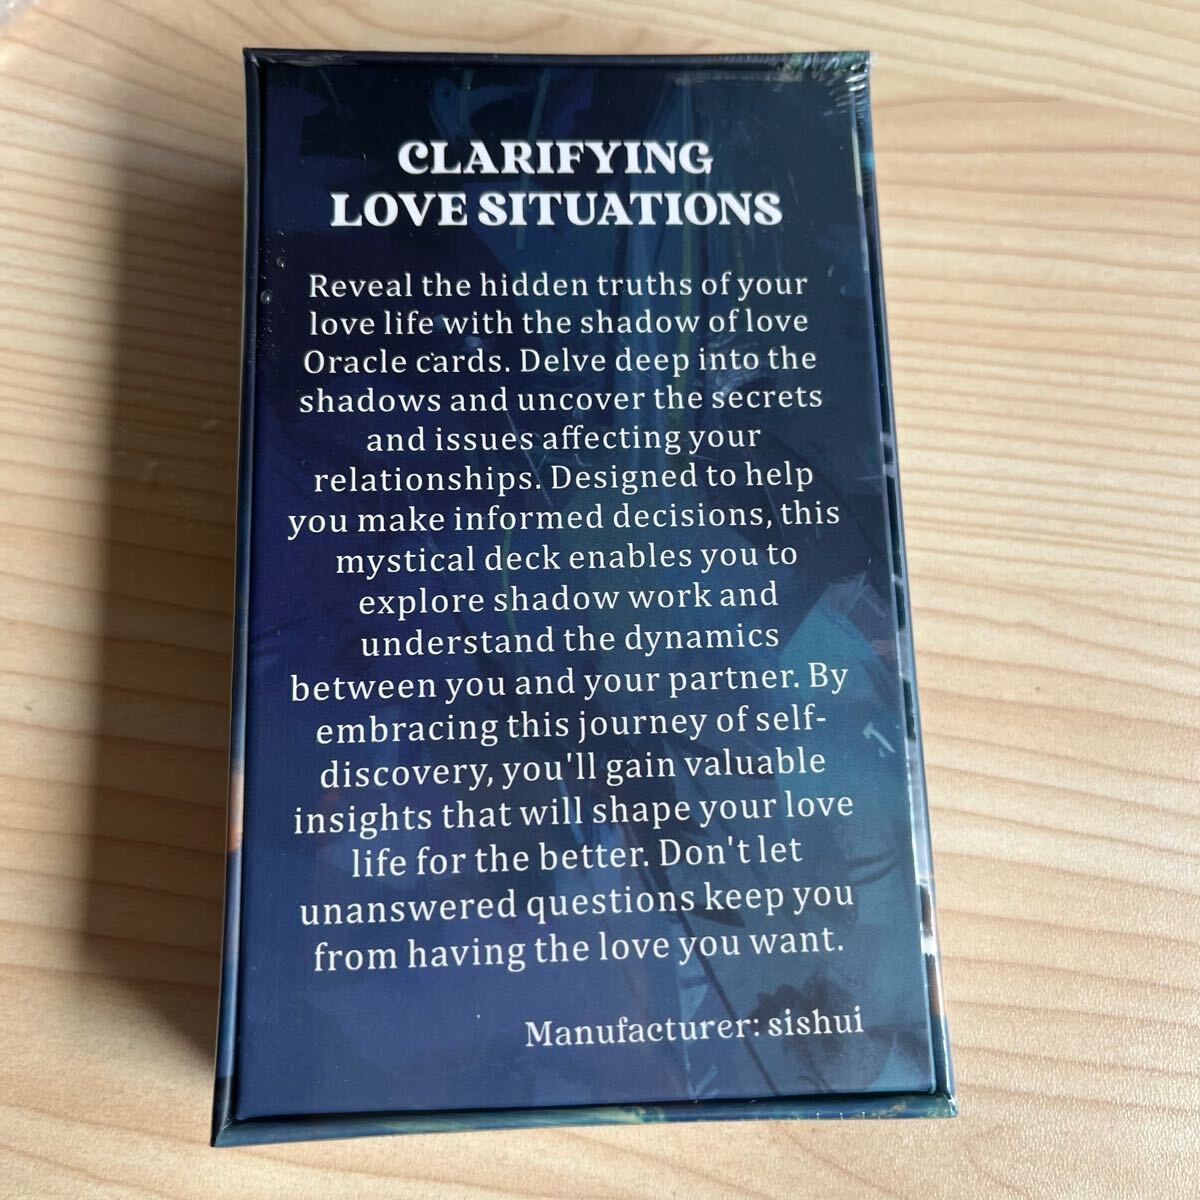 CLARIFYING
LOVE SITUATIONS
Reveal the hidden truths of your
love life with the shadow of love
Oracle cards. Delve deep into the
shadows and uncover the secrets
and issues affecting your
relationships. Designed to help
you make informed decisions, this
mystical deck enables you to
explore shadow work and
understand the dynamics
between you and your partner. By
embracing this journey of self-
discovery, you'll gain valuable
insights that will shape your love
life for the better. Don't let
unanswered questions keep you
from having the love you want.
Manufacturer: sishui